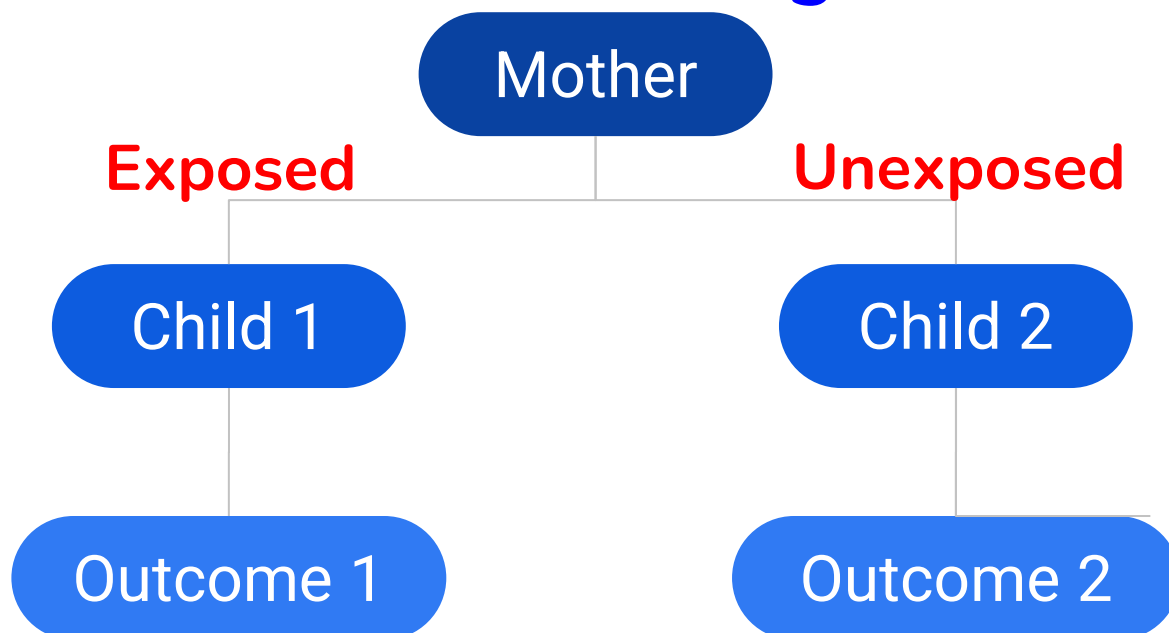 Mother
Exposed
Unexposed
Child 1
Child 2
Outcome 1
Outcome 2